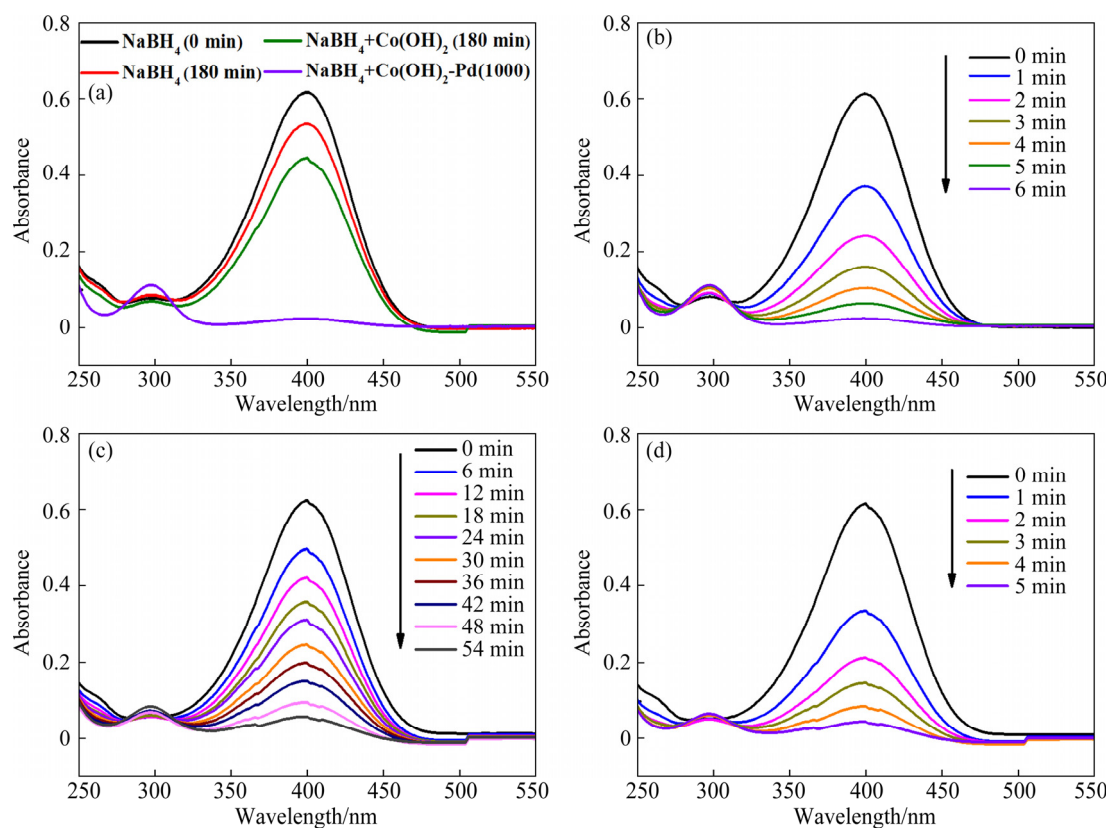 0.8
0.6
0.4
0.2
0
Absorbance
(a)
NaBH4 (0 min)
NaBH4 (180 min)
NaBH4+Co(OH)2 (180 min)
NaBH4+Co(OH)2-Pd(1000)
250 300 350 400 450 500 550
Wavelength/nm
0.8
0.6
0.4
0.2
0
Absorbance
(b)
0 min
1 min
2 min
3 min
4 min
5 min
6 min
250 300 350 400 450 500 550
Wavelength/nm
0.8
0.6
0.4
0.2
0
Absorbance
(c)
0 min
6 min
12 min
18 min
24 min
30 min
36 min
42 min
48 min
54 min
250 300 350 400 450 500 550
Wavelength/nm
0.8
0.6
0.4
0.2
0
Absorbance
(d)
0 min
1 min
2 min
3 min
4 min
5 min
250 300 350 400 450 500 550
Wavelength/nm